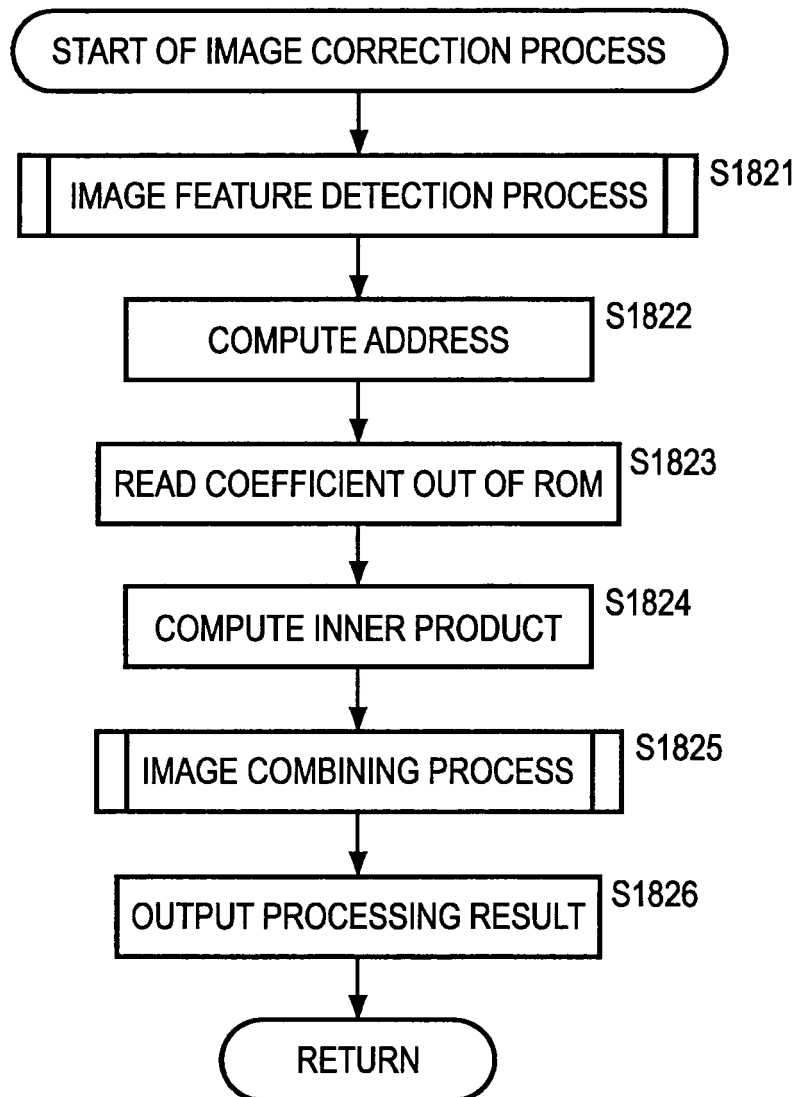 START OF IMAGE CORRECTION PROCESS
IMAGE FEATURE DETECTION PROCESS
S1821
COMPUTE ADDRESS
S1822
READ COEFFICIENT OUT OF ROM
S1823
COMPUTE INNER PRODUCT
S1824
IMAGE COMBINING PROCESS
S1825
OUTPUT PROCESSING RESULT
S1826
RETURN